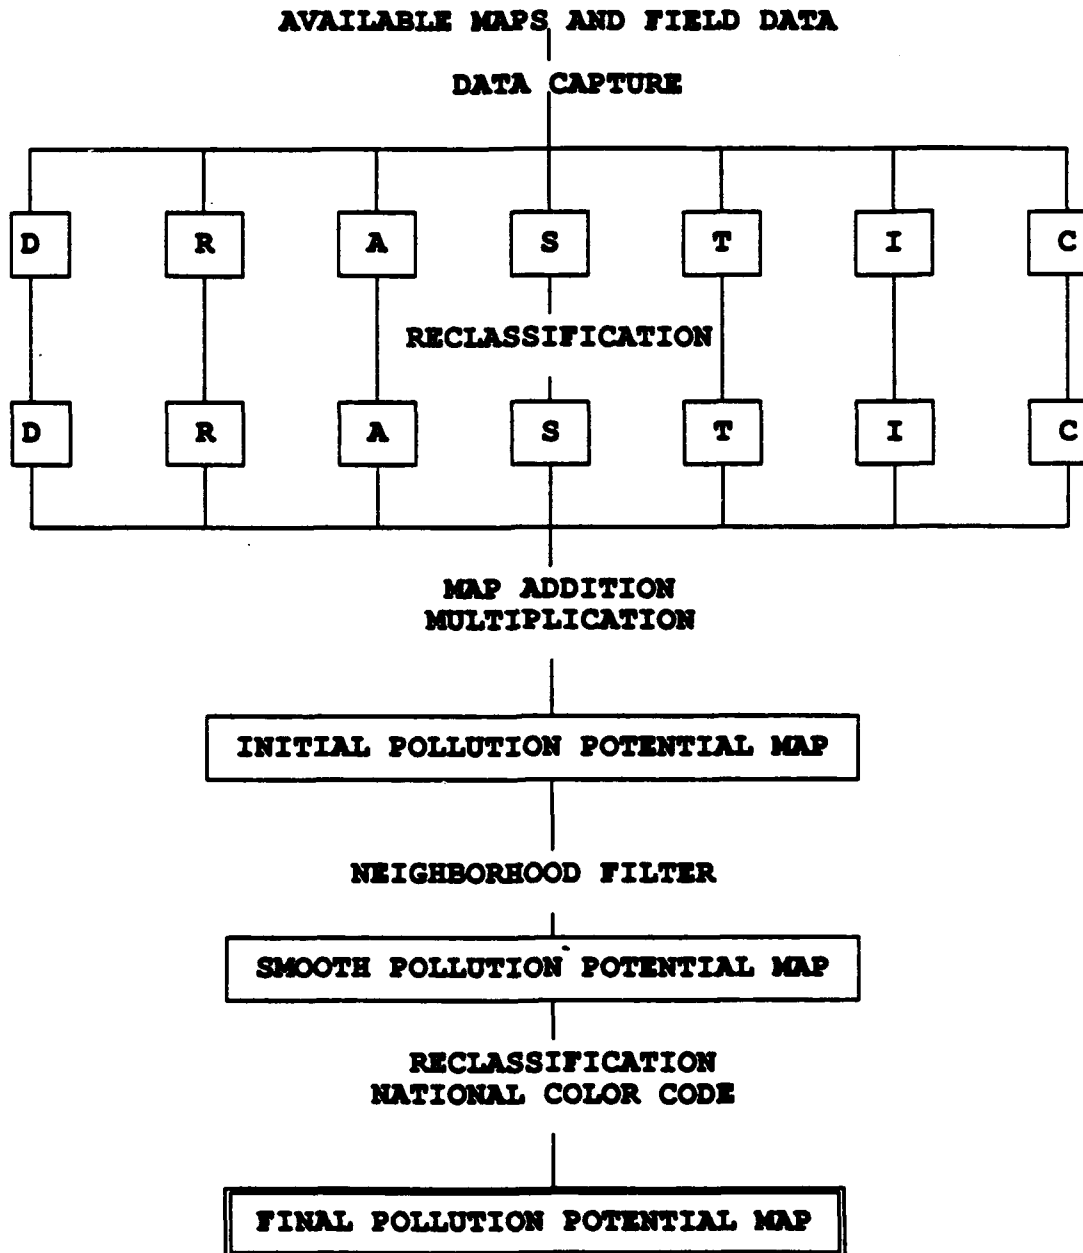 AVAILABLE MAPS AND FIELD DATA
DATA CAPTURE
D R A S T I C
RECLASSIFICATION
D R A S T I C
MAP ADDITION
MULTIPLICATION
INITIAL POLLUTION POTENTIAL MAP
NEIGHBORHOOD FILTER
SMOOTH POLLUTION POTENTIAL MAP
RECLASSIFICATION
NATIONAL COLOR CODE
FINAL POLLUTION POTENTIAL MAP